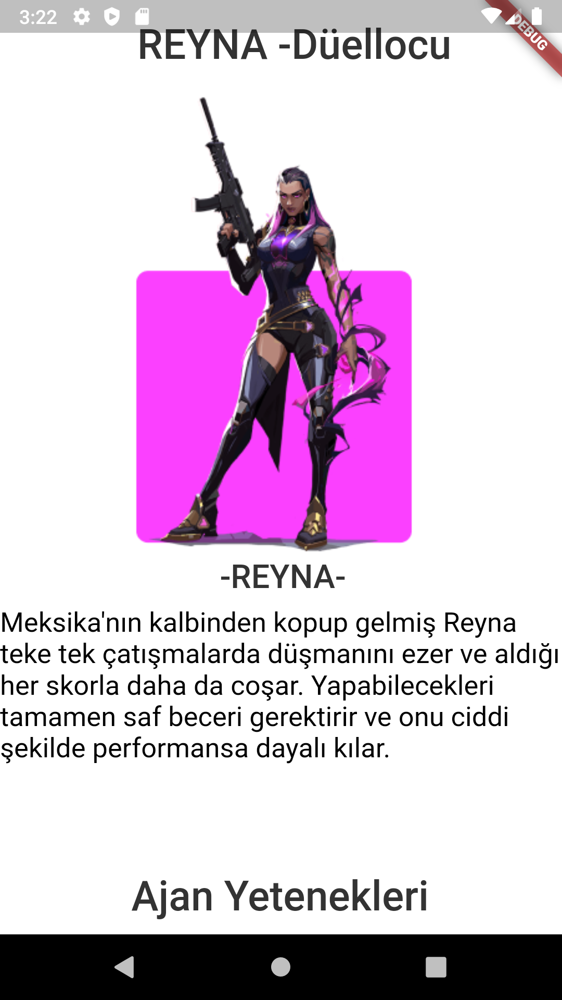 3:22
DEBUG
REYNA -Düellocu
-REYNA-
Meksika'nın kalbinden kopup gelmiş Reyna
teke tek çatışmalarda düşmanını ezer ve aldığı
her skorla daha da coşar. Yapabilecekleri
tamamen saf beceri gerektirir ve onu ciddi
şekilde performansa dayalı kılar.
Ajan Yetenekleri